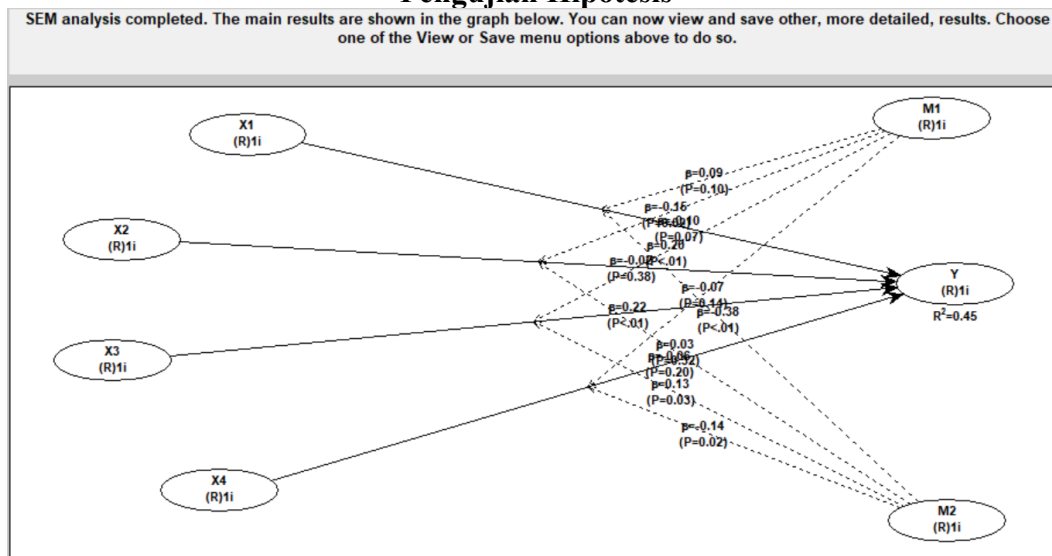 Pengujian Hipotesis
SEM analysis completed. The main results are shown in the graph below. You can now view and save other, more detailed, results. Choose
one of the View or Save menu options above to do so.
X1
(R)1i
M1
(R)1i
β=0.09
(P=0.10)
β=-0.15
β=-0.10
(P=0.02)
(P=0.07)
X2
(R)1i
β=0.20
(P<.01)
(P=0.38)
Y
(R)1i
R²=0.45
β=-0.07
(P=0.14)
β=0.22
(P<.01)
β=-0.38
(P<.01)
X3
(R)1i
β=0.03
(P=0.32)
(P=0.20)
β=0.13
(P=0.03)
β=-0.14
(P=0.02)
X4
(R)1i
M2
(R)1i